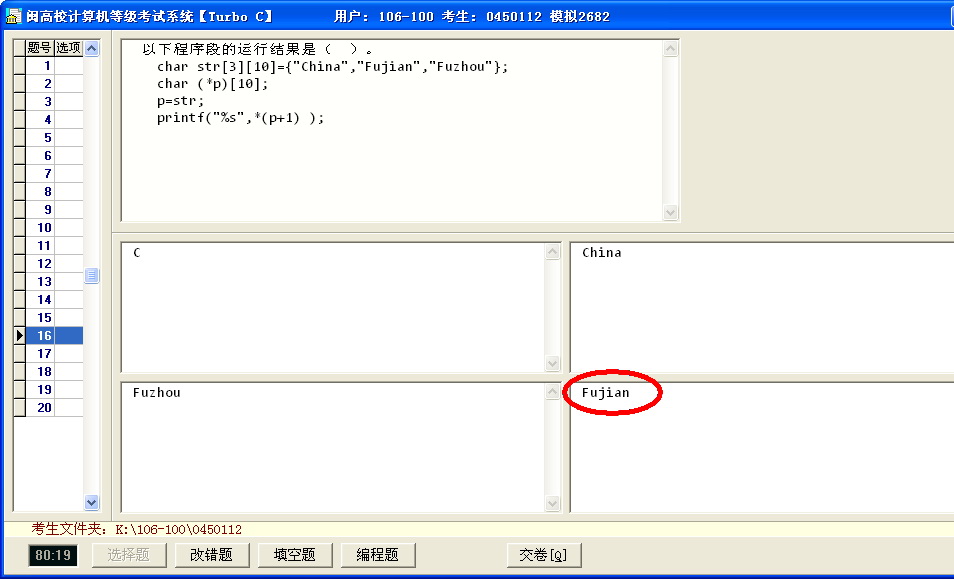 闽高校计算机等级考试系统【Turbo C】 用户: 106-100 考生: 0450112 模拟2682
题号 选项
1
2
3
4
5
6
7
8
9
10
11
12
13
14
15
16
17
18
19
20
以下程序段的运行结果是（ ）。
char str[3][10]={"China","Fujian","Fuzhou"};
char (*p)[10];
p=str;
printf("%s",*(p+1) );
C
China
Fuzhou
Fujian
考生文件夹: K:\106-100\0450112
80:19 选择题 改错题 填空题 编程题 交卷[Q]